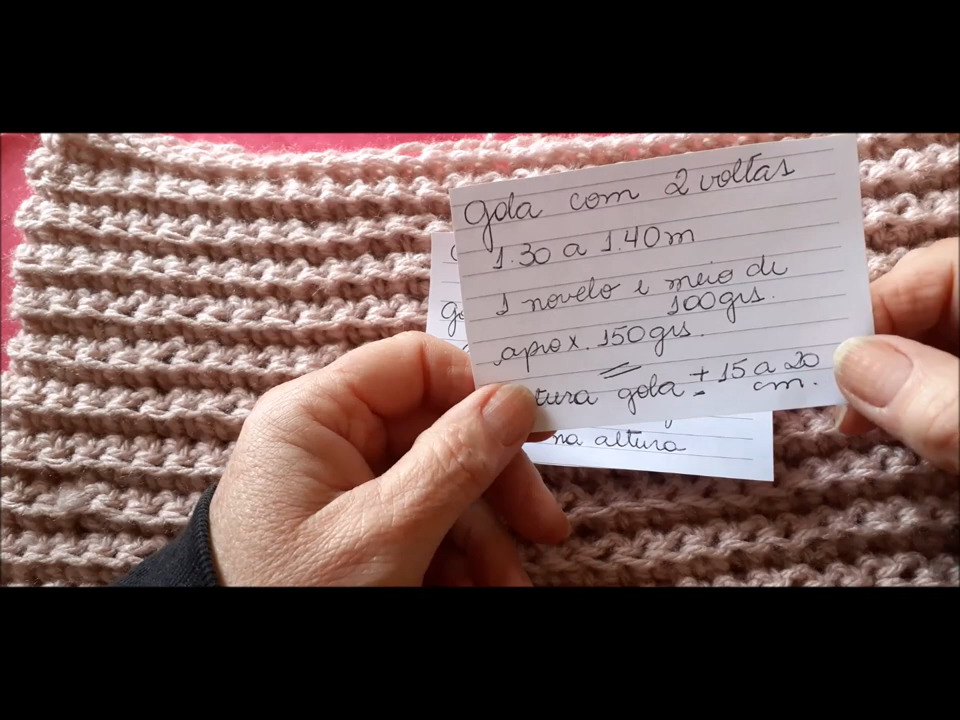 gola com 2 voltas
1.30 a 1.40m
1 novelo e meio de
100grs.
aprox. 150grs.
tura gola ± 15 a 20
cm.
na altura